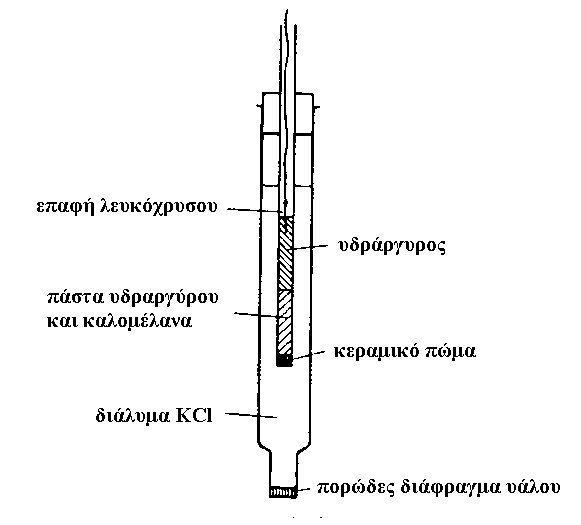 επαφή λευκόχρυσου
υδράργυρος
πάστα υδραργύρου
και καλομέλανα
κεραμικό πώμα
διάλυμα KCl
πορώδες διάφραγμα υάλου